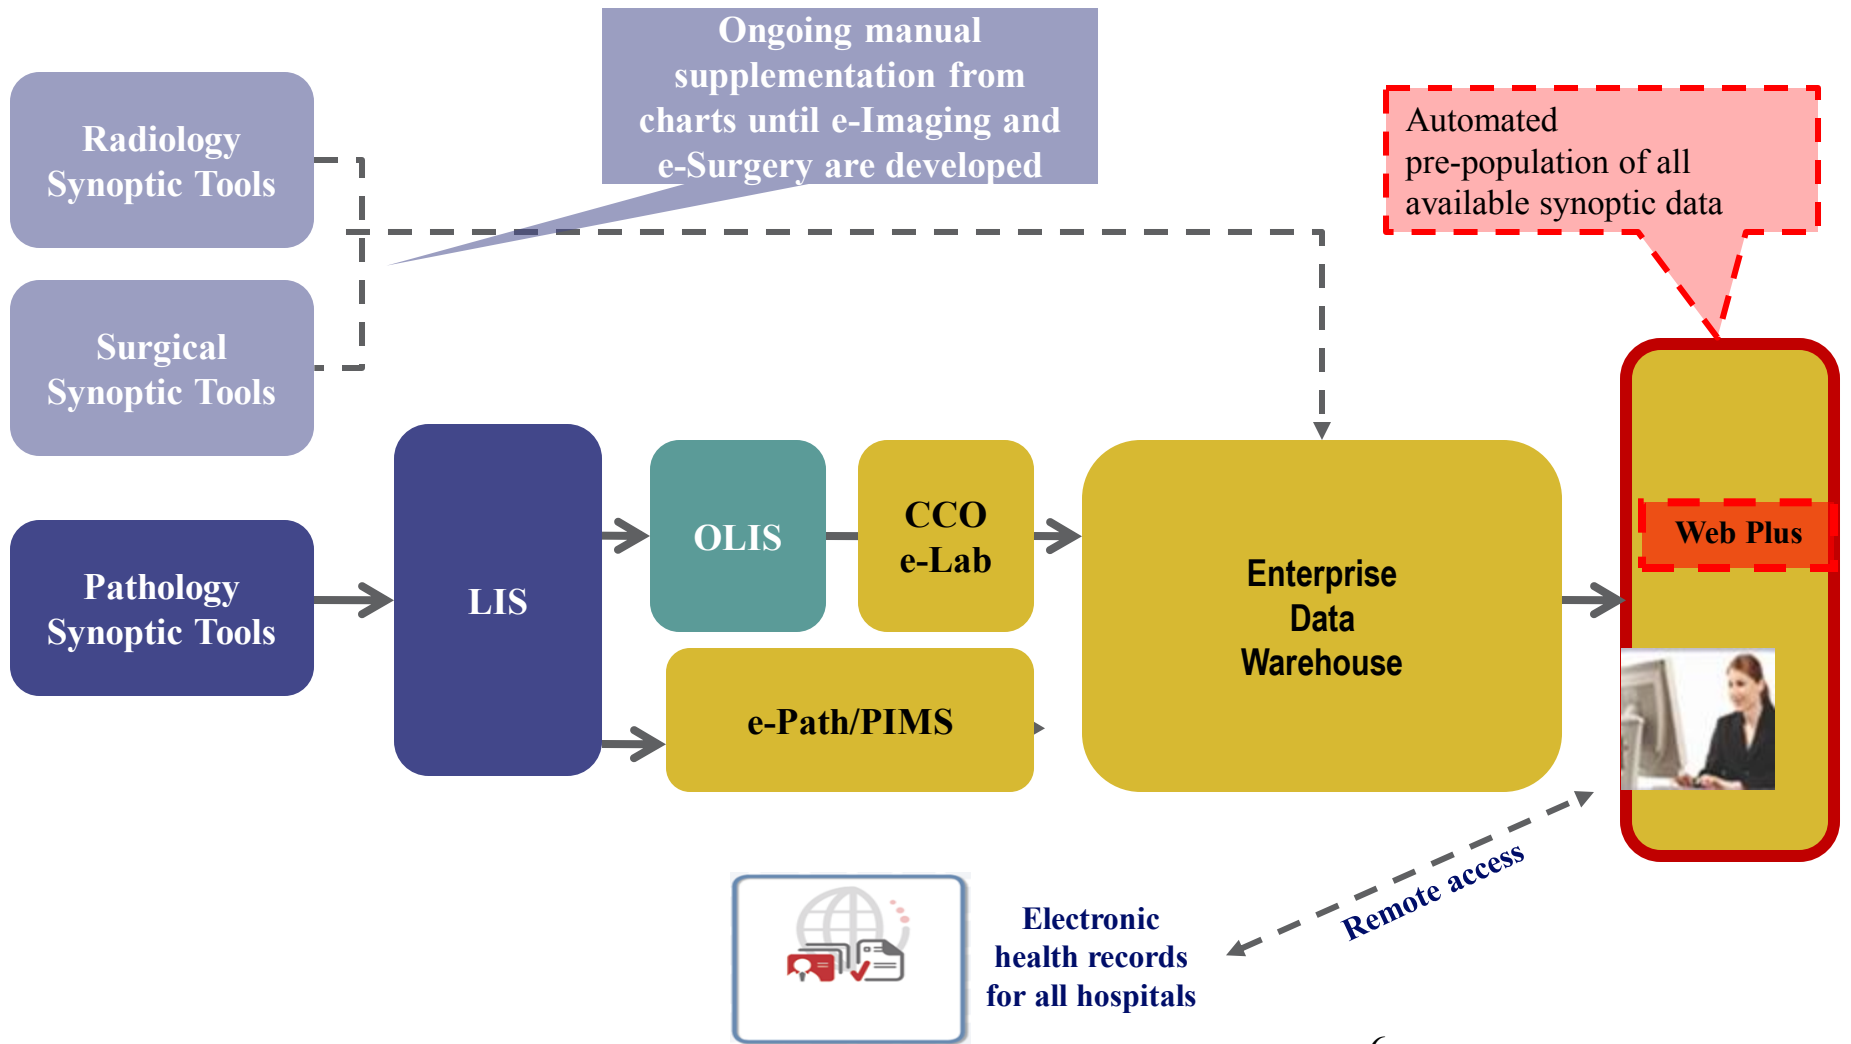 Ongoing manual
supplementation from
charts until e-Imaging and
e-Surgery are developed
Radiology
Synoptic Tools
Automated
pre-population of all
available synoptic data
Surgical
Synoptic Tools
Pathology
Synoptic Tools
LIS
OLIS
CCO
e-Lab
e-Path/PIMS
Enterprise
Data
Warehouse
Web Plus
Remote access
Electronic
health records
for all hospitals